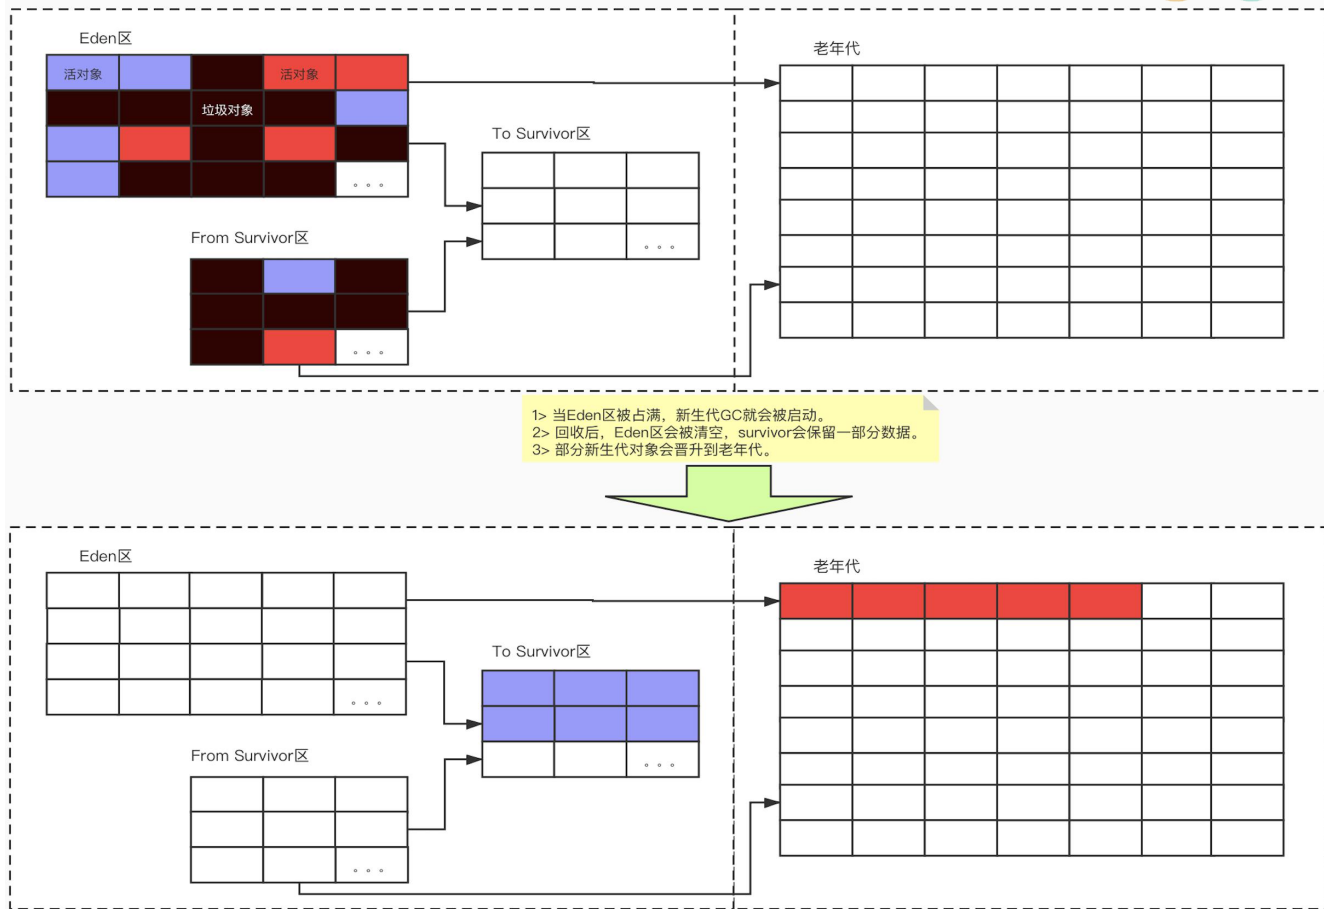 Eden区
老年代
活对象
活对象
垃圾对象
To Survivor区
。。。
From Survivor区
。。。
。。。
1> 当Eden区被占满，新生代GC就会被启动。
2> 回收后，Eden区会被清空，survivor会保留一部分数据。
3> 部分新生代对象会晋升到老年代。
Eden区
老年代
To Survivor区
。。。
From Survivor区
。。。
。。。